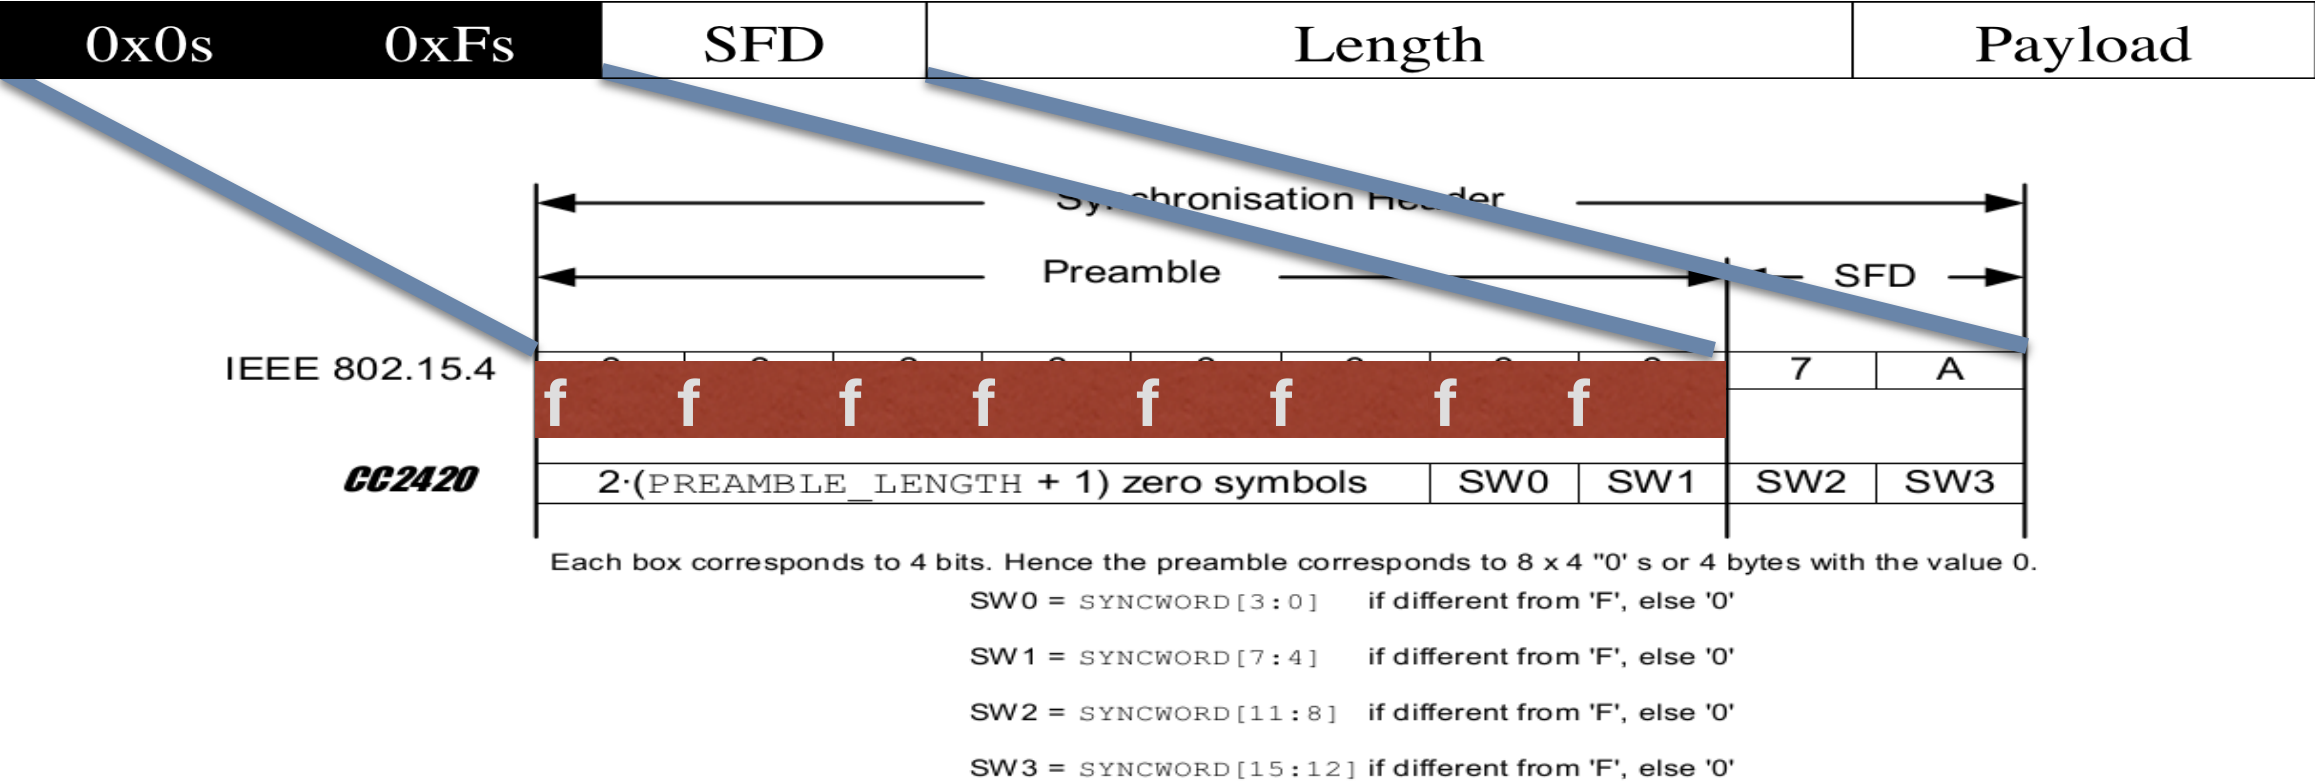 0x0s 0xFs SFD Length Payload
Synchronisation Header
Preamble SFD
IEEE 802.15.4 7 A
f f f f f f f f
CC2420 2·(PREAMBLE_LENGTH + 1) zero symbols SW0 SW1 SW2 SW3
Each box corresponds to 4 bits. Hence the preamble corresponds to 8 x 4 "0' s or 4 bytes with the value 0.
SW0 = SYNCWORD[3:0] if different from 'F', else '0'
SW1 = SYNCWORD[7:4] if different from 'F', else '0'
SW2 = SYNCWORD[11:8] if different from 'F', else '0'
SW3 = SYNCWORD[15:12] if different from 'F', else '0'